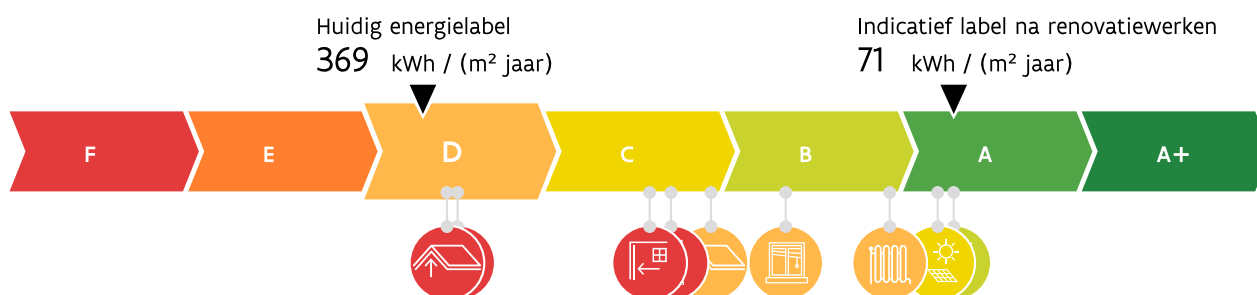 Huidig energielabel
369 kWh / (m² jaar)
Indicatief label na renovatiewerken
71 kWh / (m² jaar)
F E D C B A A+